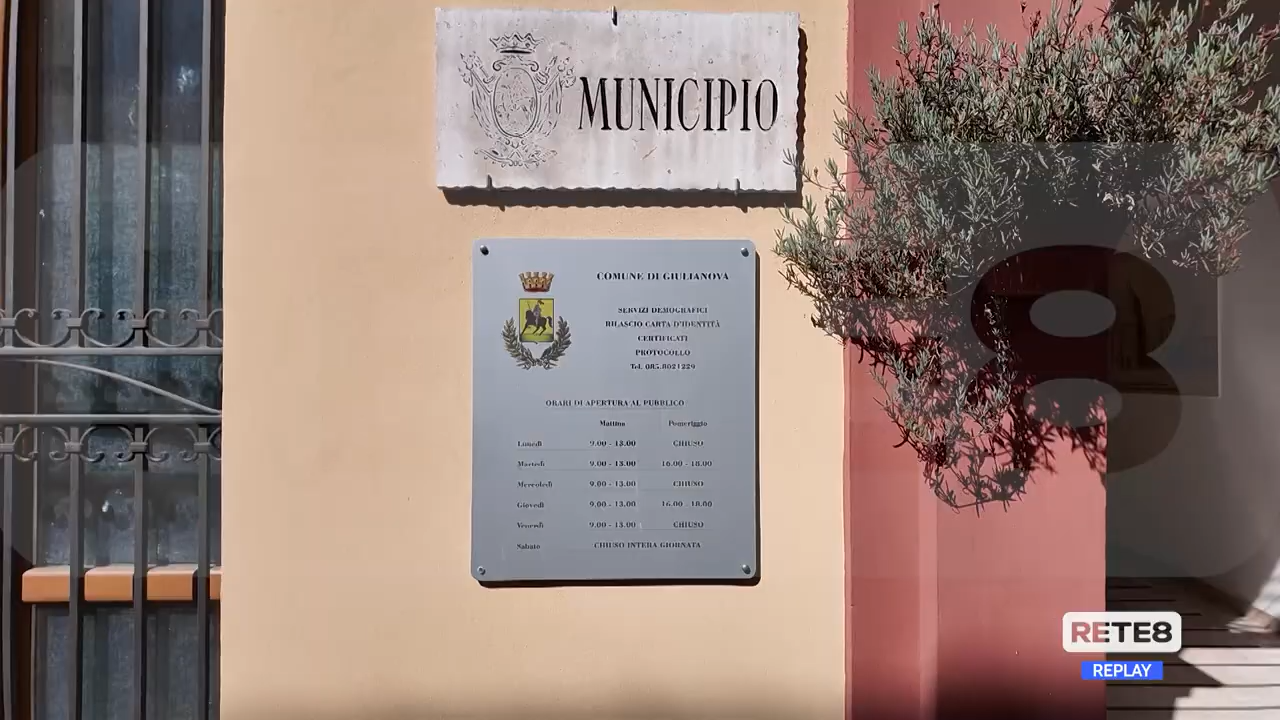 MUNICIPIO
COMUNE DI GIULIANOVA
SERVIZI DEMOGRAFICI
RILASCIO CARTA D'IDENTITÀ
CERTIFICATI
PROTOCOLLO
Tel. 085.8021229
ORARI DI APERTURA AL PUBBLICO
Mattina Pomeriggio
Lunedì 9.00 - 13.00 CHIUSO
Martedì 9.00 - 13.00 16.00 - 18.00
Mercoledì 9.00 - 13.00 CHIUSO
Giovedì 9.00 - 13.00 16.00 - 18.00
Venerdì 9.00 - 13.00 CHIUSO
Sabato CHIUSO INTERA GIORNATA
8
RETE8
REPLAY